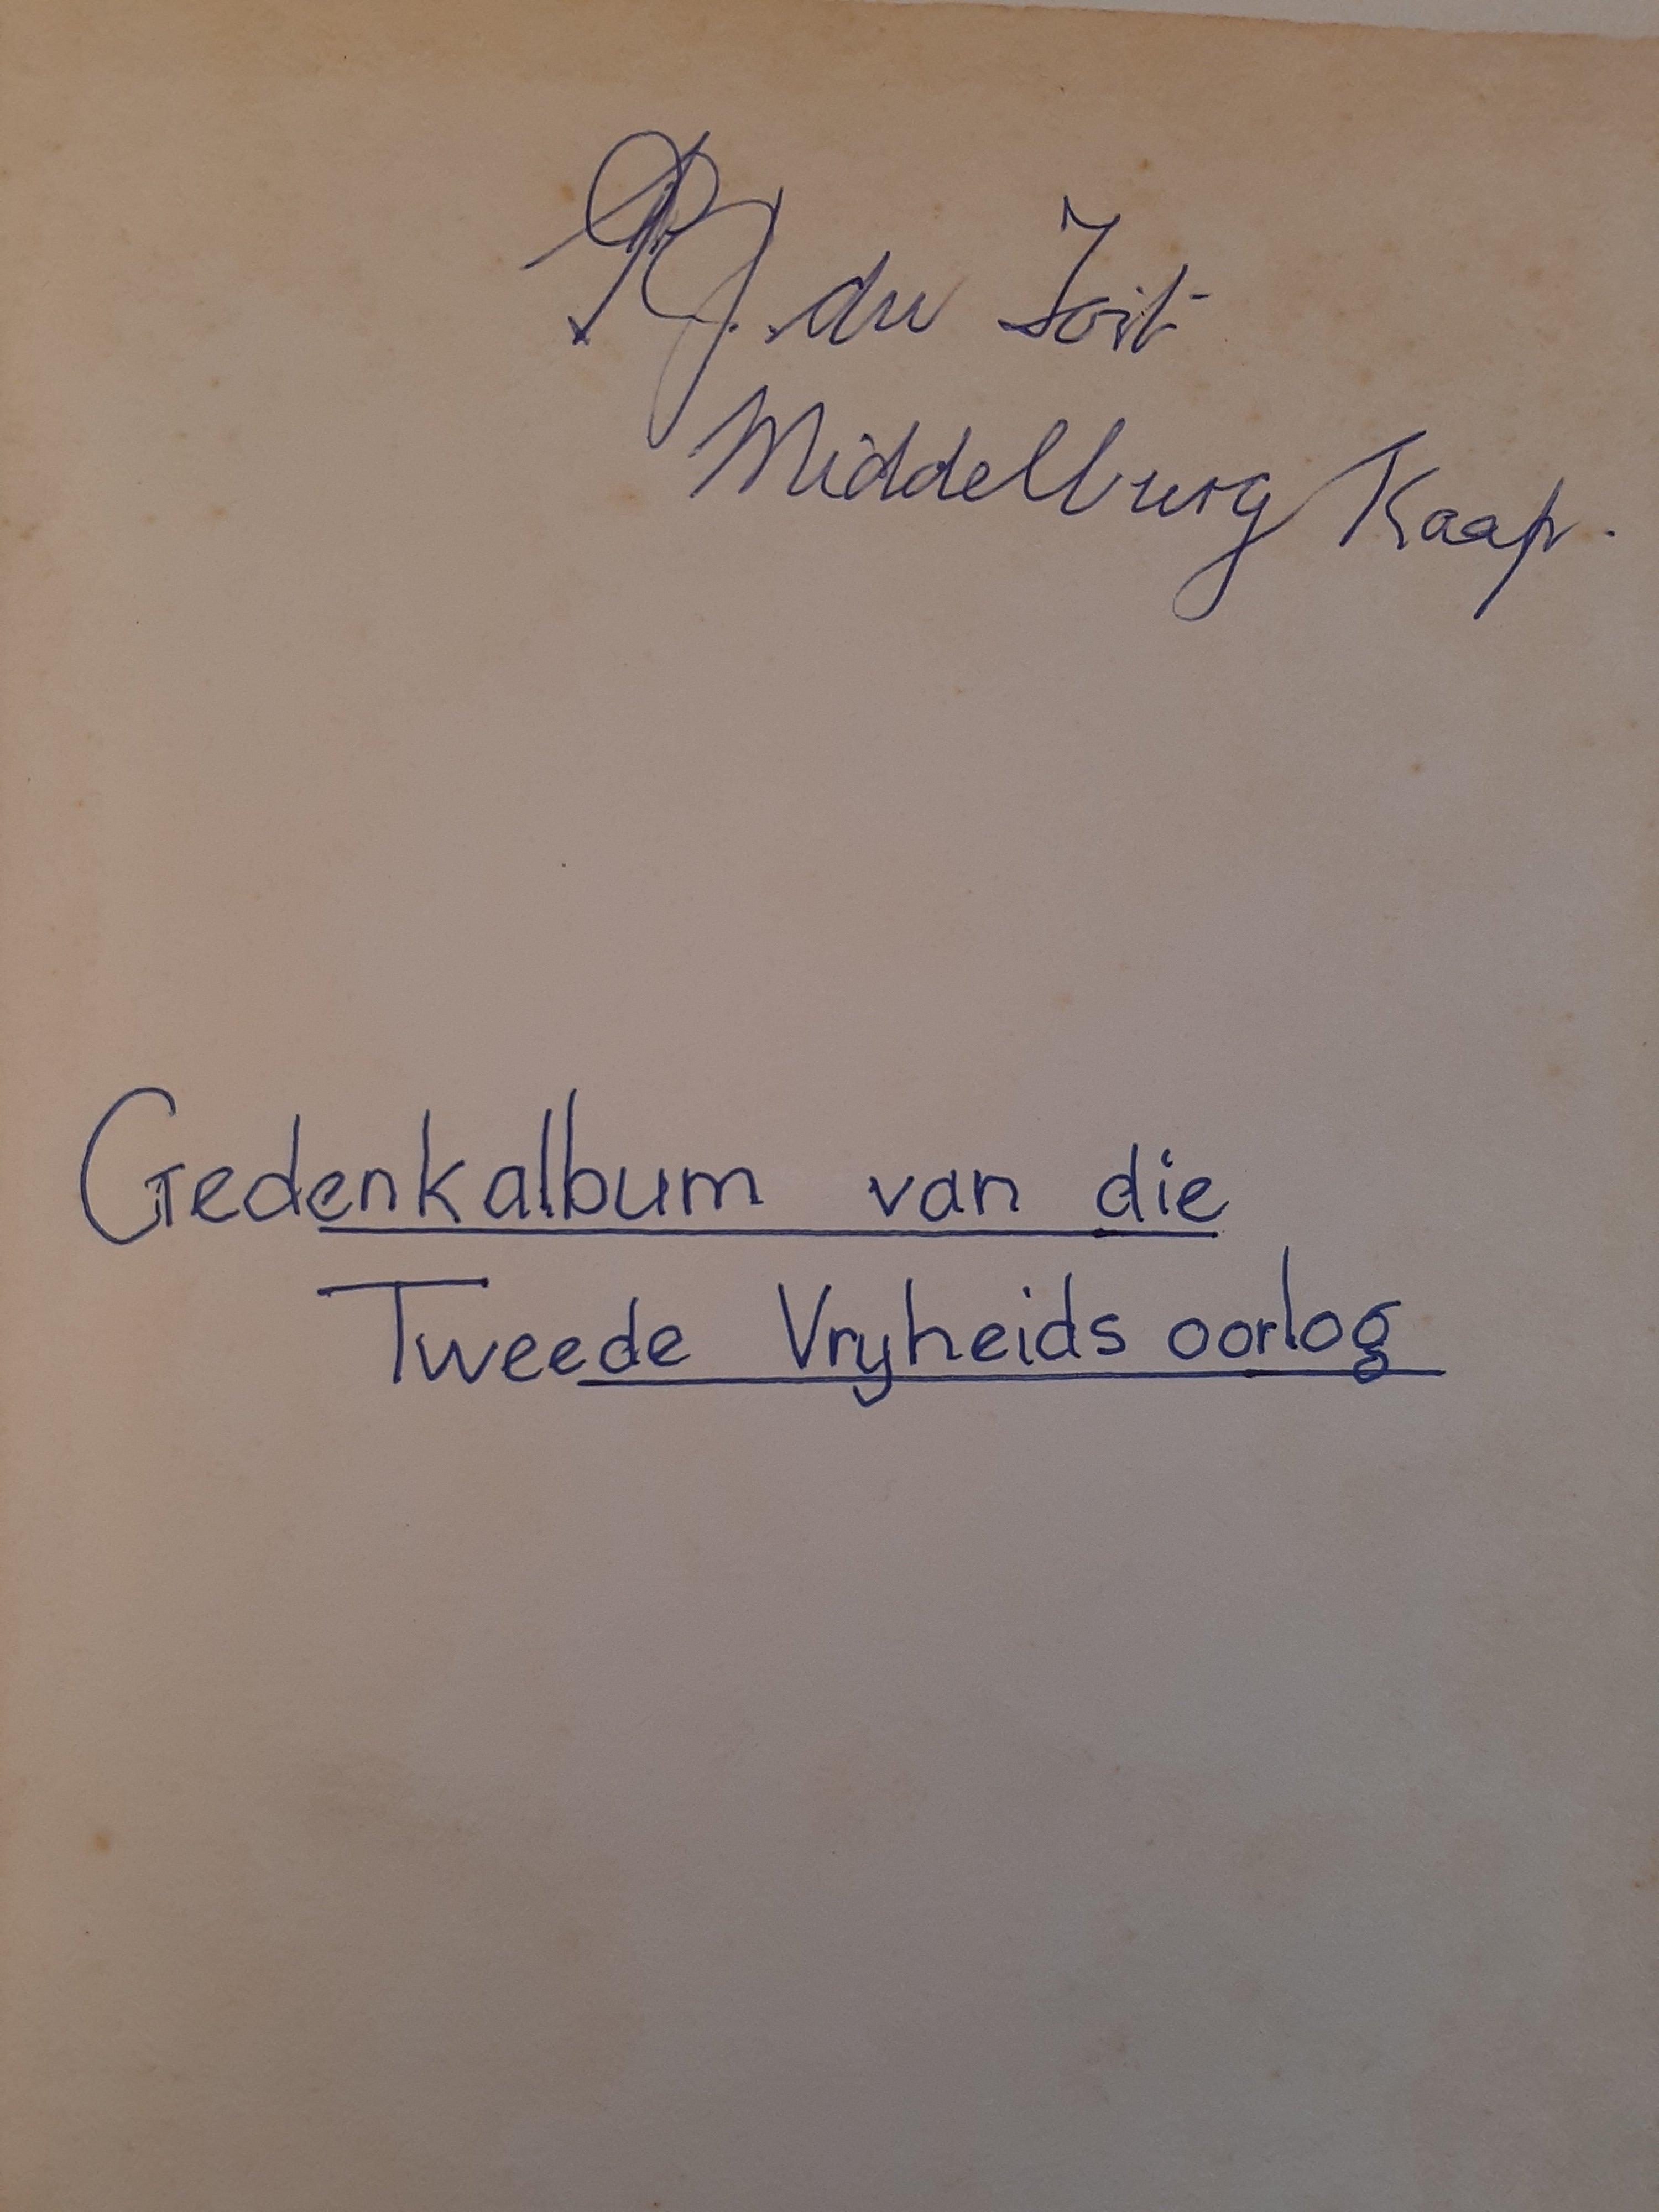 du Toit
Middelburg Kaap.
Gedenkalbum van die
Tweede Vryheids oorlog